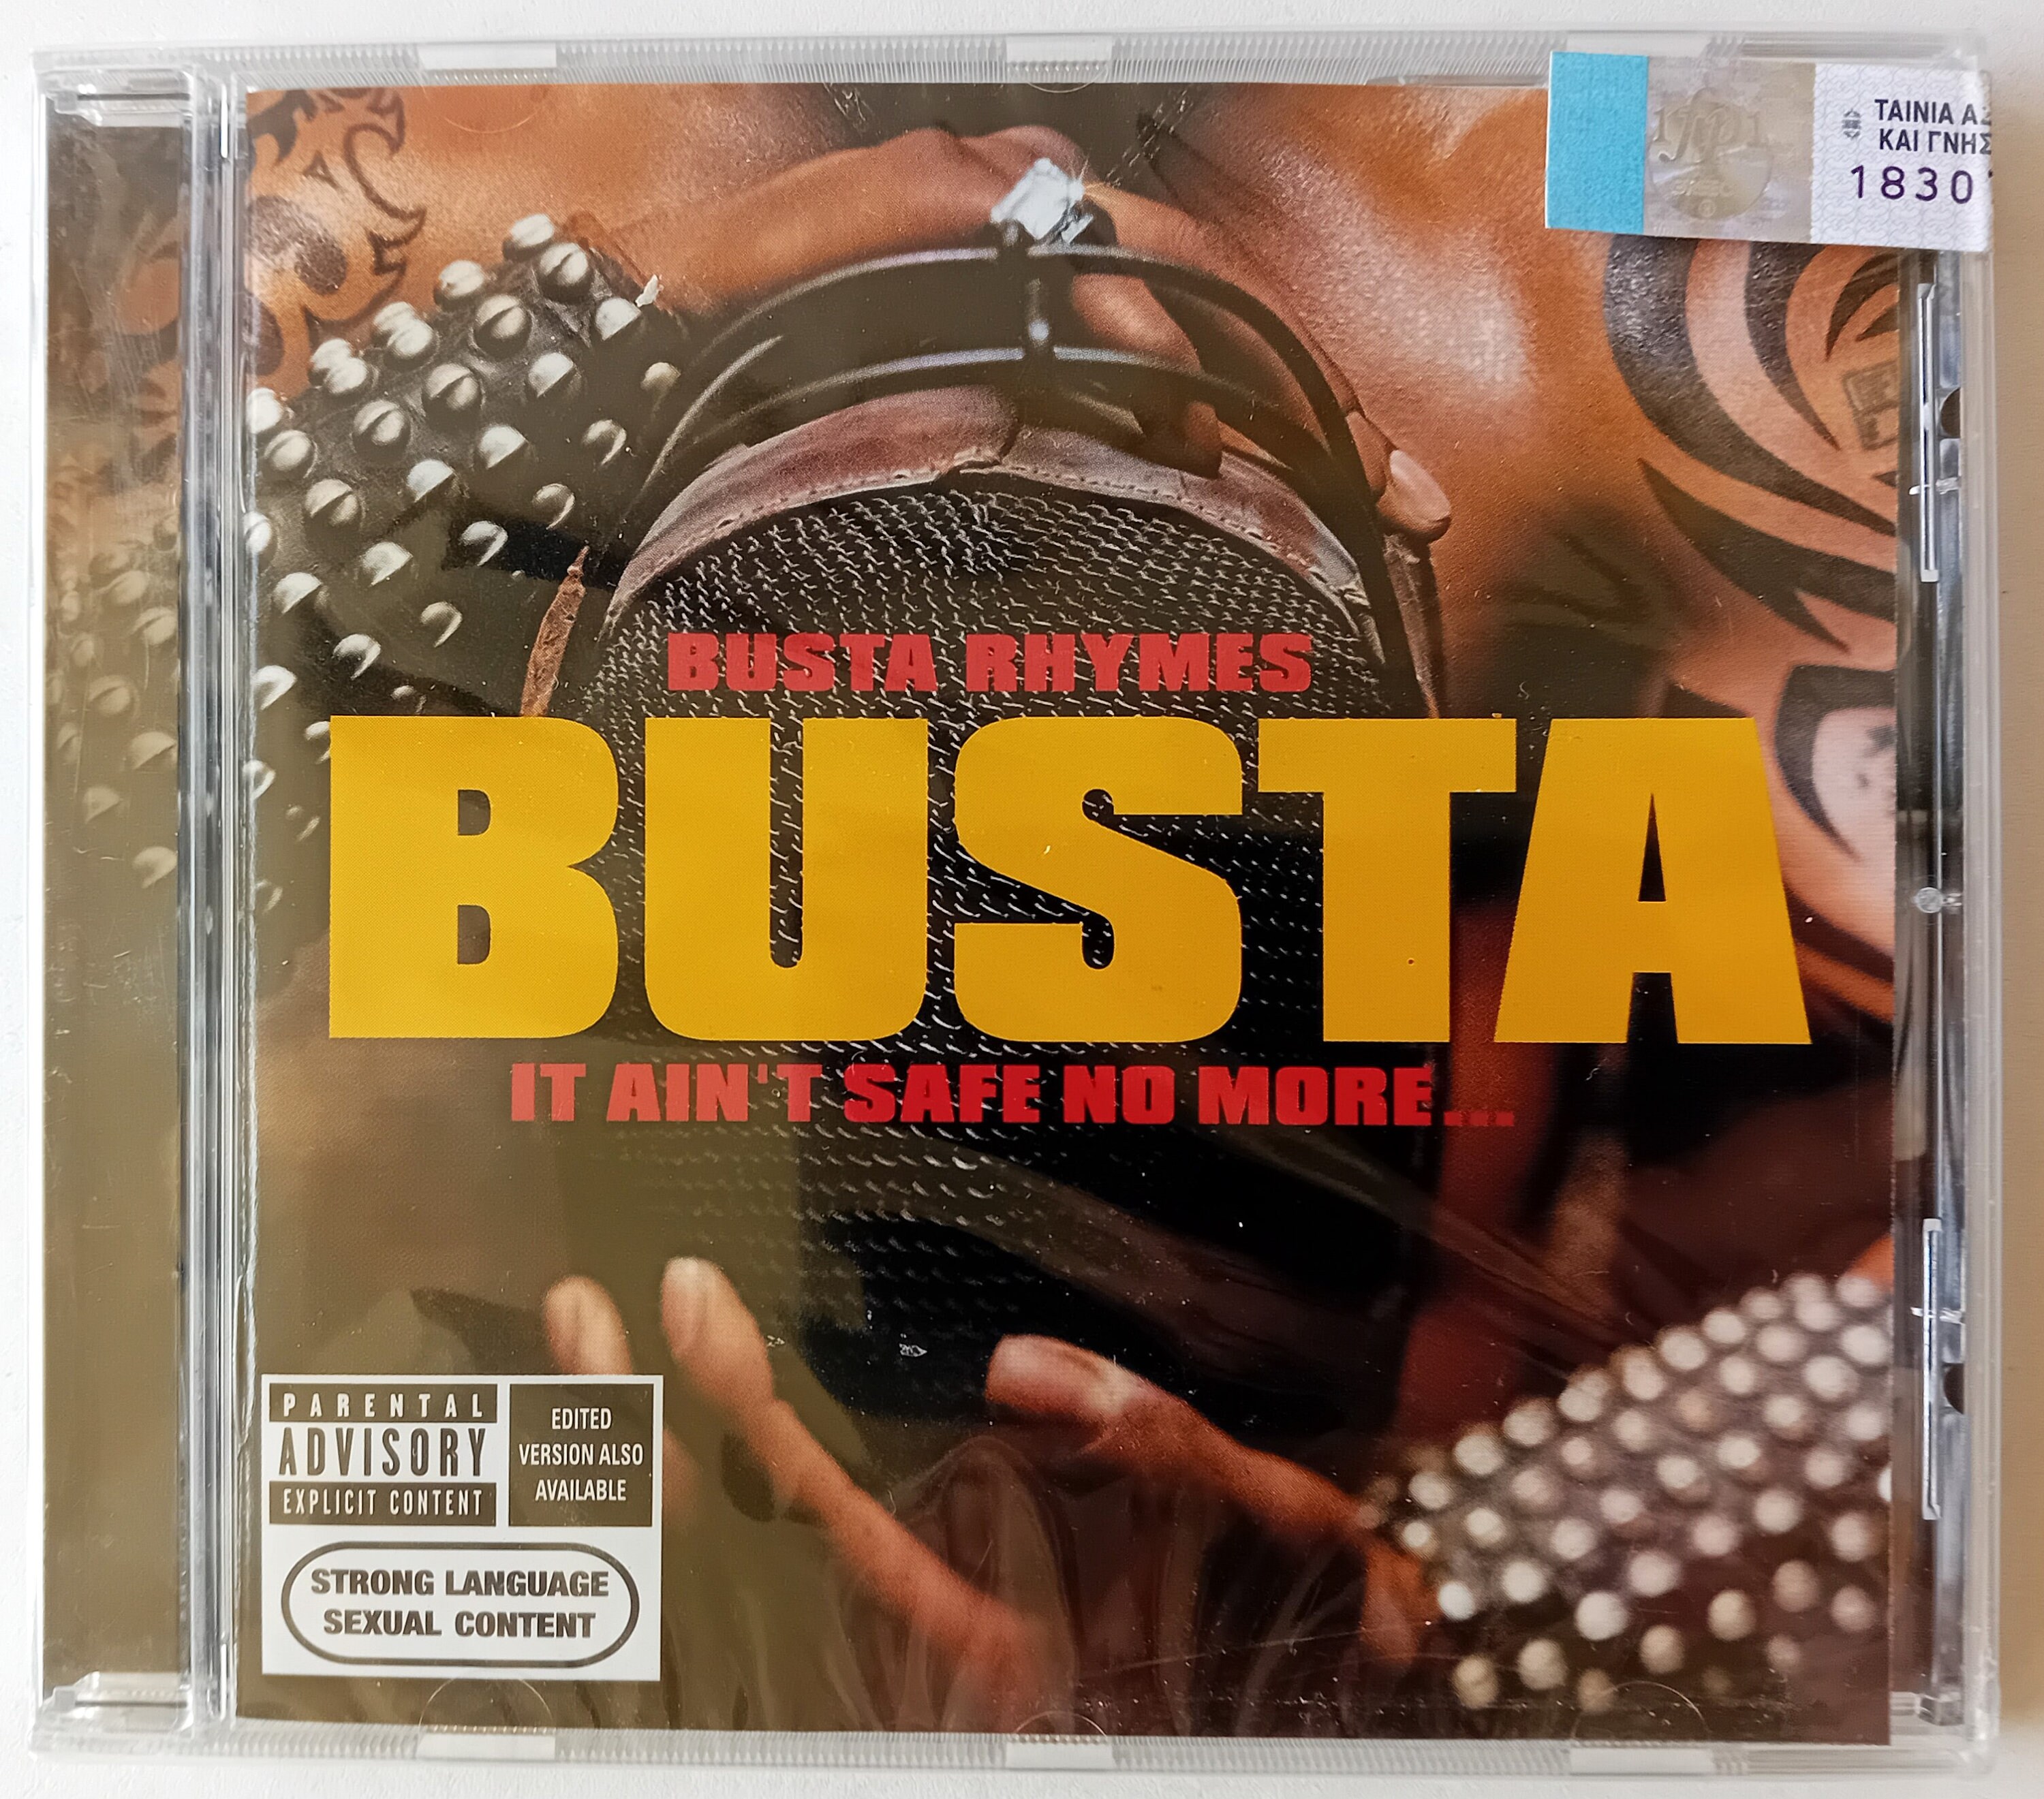 ΤΑΙΝΙΑ
ΚΑΙ
1830
BUSTA RHYMES
BUSTA
IT AIN'T SAFE NO MORE...
PARENTAL
ADVISORY
EXPLICIT CONTENT
EDITED
VERSION ALSO
AVAILABLE
STRONG LANGUAGE
SEXUAL CONTENT